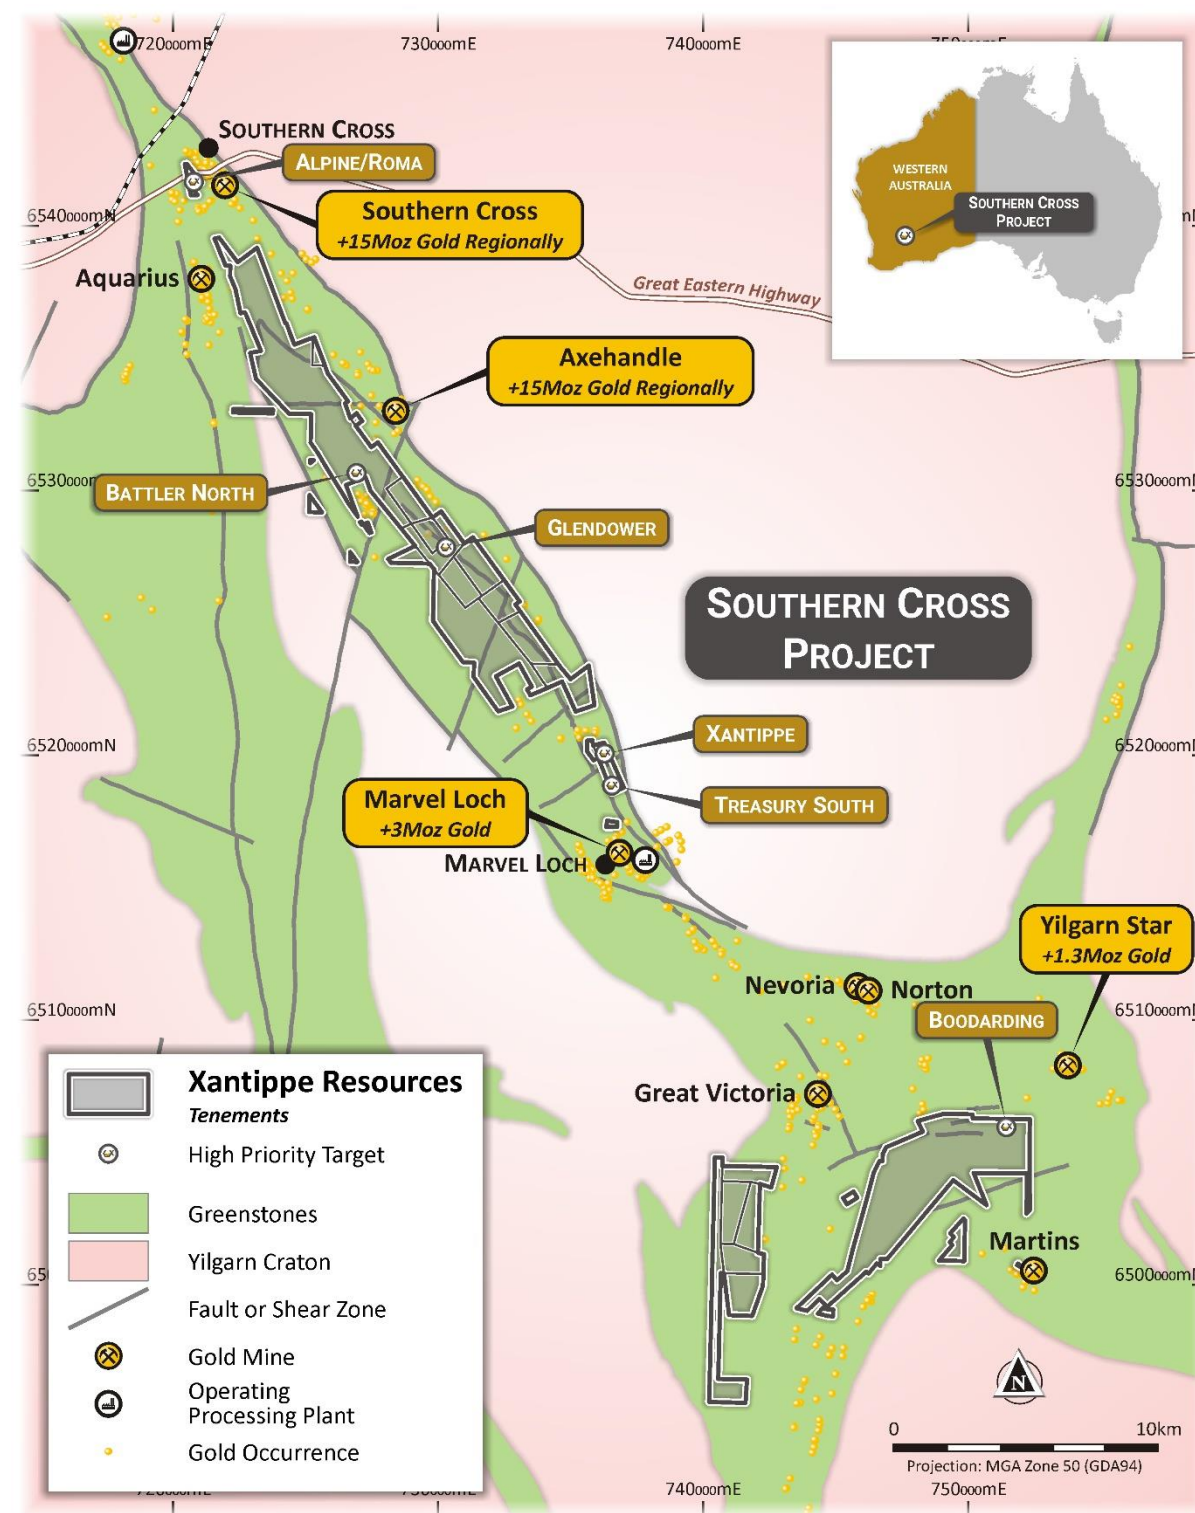 720000mE
730000mE
740000mE
SOUTHERN CROSS
ALPINE/ROMA
Southern Cross
+15Moz Gold Regionally
6540000mN
Aquarius
Great Eastern Highway
WESTERN
AUSTRALIA
SOUTHERN CROSS
PROJECT
Axehandle
+15Moz Gold Regionally
6530000mN
BATTLER NORTH
GLENDOWER
6530000m
SOUTHERN CROSS
PROJECT
6520000mN
XANTIPPE
6520000m
Marvel Loch
+3Moz Gold
TREASURY SOUTH
MARVEL LOCH
Yilgarn Star
+1.3Moz Gold
Nevoria
Norton
6510000mN
BOODARDING
6510000m
Great Victoria
Martins
6500000m
Xantippe Resources
Tenements
High Priority Target
Greenstones
Yilgarn Craton
Fault or Shear Zone
Gold Mine
Operating
Processing Plant
Gold Occurrence
N
0
10km
Projection: MGA Zone 50 (GDA94)
740000mE
750000mE